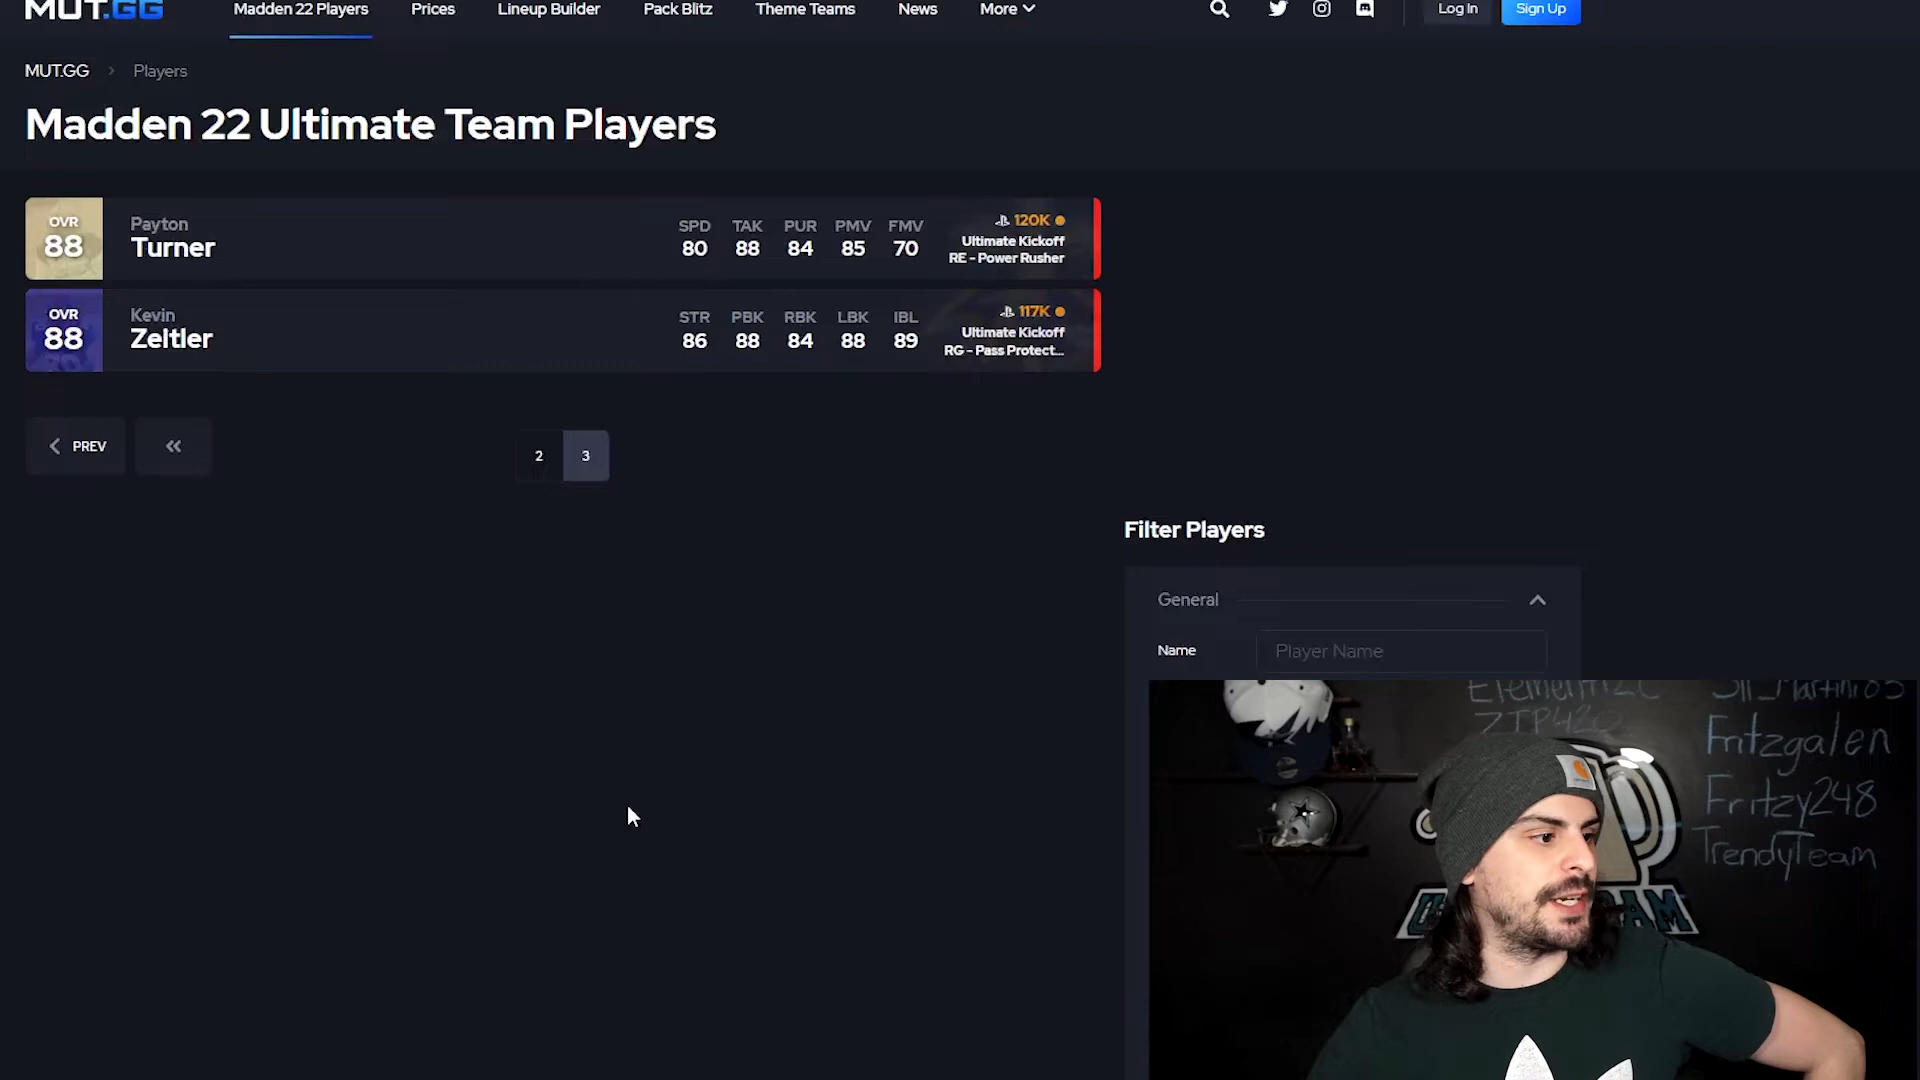 MUT.GG
Madden 22 Players
Prices
Lineup Builder
Pack Blitz
Theme Teams
News
More
Log In
Sign Up
MUT.GG
Players
Madden 22 Ultimate Team Players
OVR
88
Payton
Turner
SPD TAK PUR PMV FMV
80 88 84 85 70
120K
Ultimate Kickoff
RE - Power Rusher
OVR
88
Kevin
Zeitler
STR PBK RBK LBK IBL
86 88 84 88 89
117K
Ultimate Kickoff
RG - Pass Protect...
PREV
2
3
Filter Players
General
Name
Player Name
ZTP420
Fritzgalen
Fritzy248
TrendyTeam